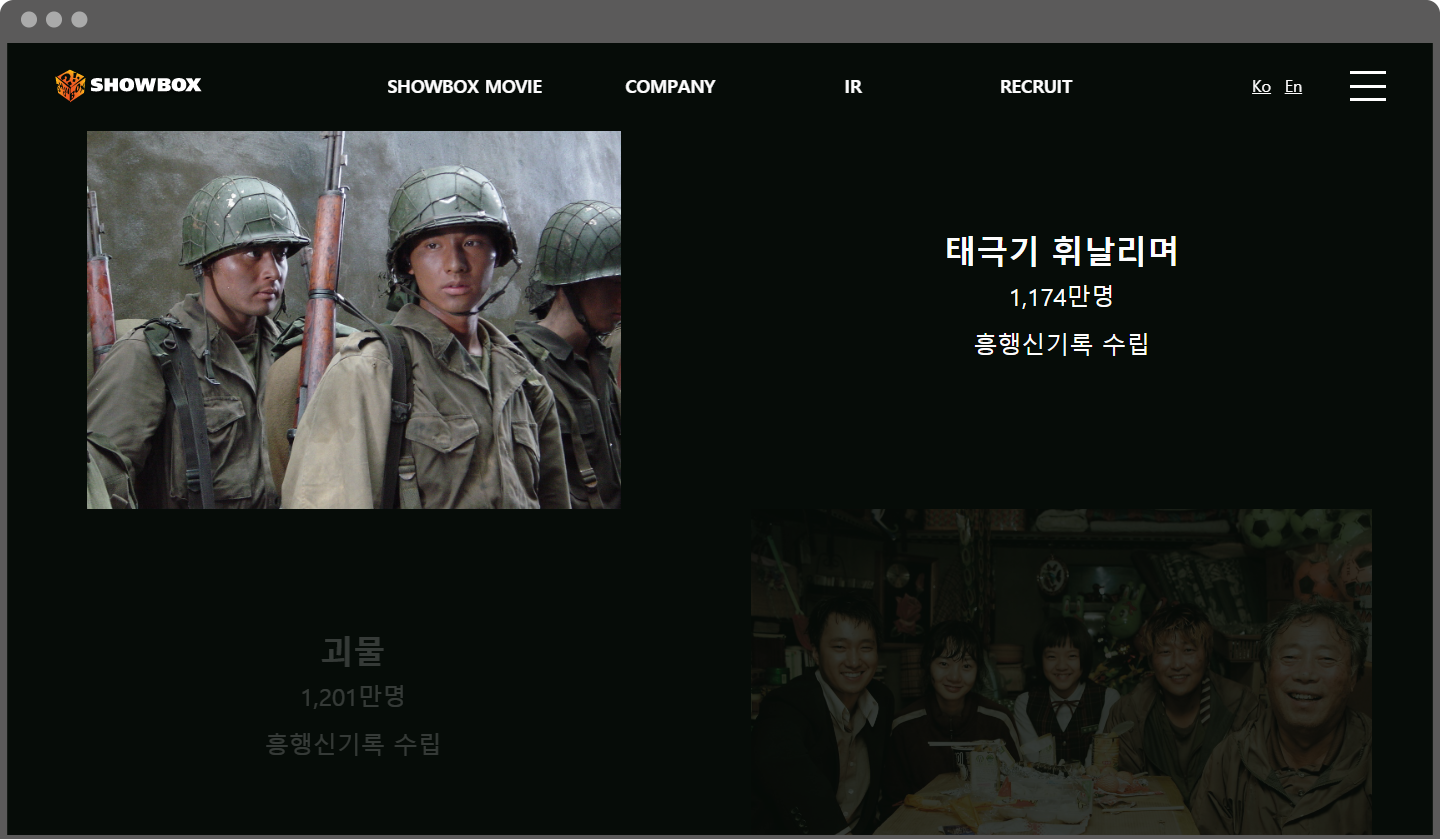 SHOWBOX
SHOWBOX MOVIE
COMPANY
IR
RECRUIT
Ko
En
태극기 휘날리며
1,174만명
흥행신기록 수립
괴물
1,201만명
흥행신기록 수립